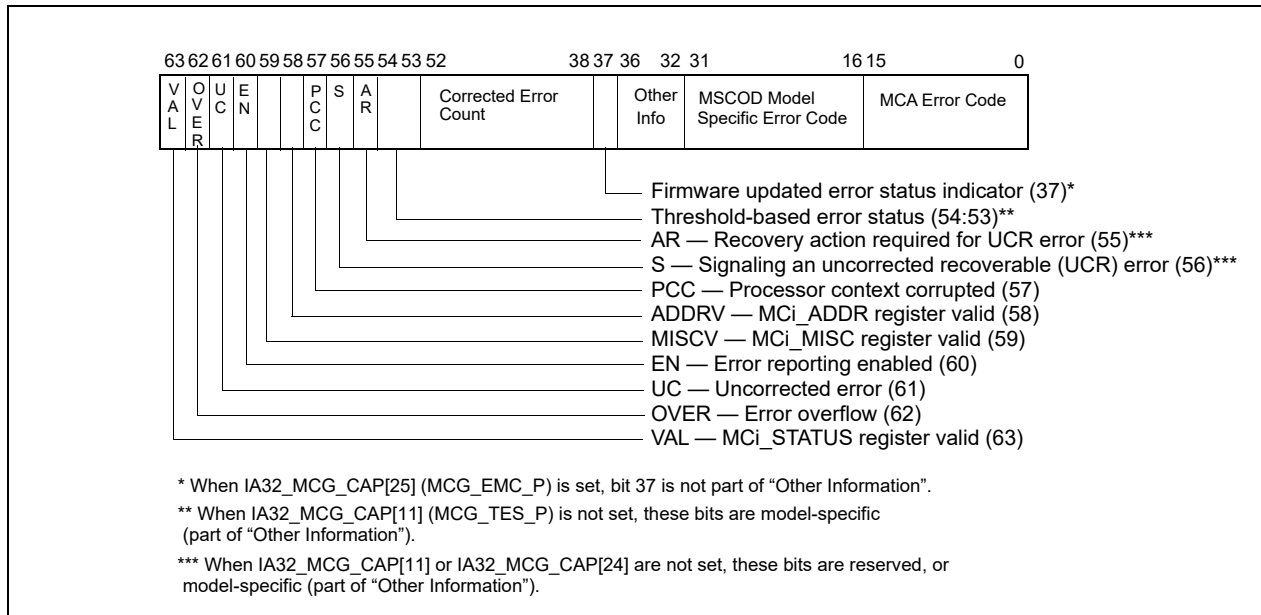 63 62 61 60 59 58 57 56 55 54 53 52 38 37 36 32 31 16 15 0
VAL
OVER
UC
EN
PCC
S
AR
Corrected Error
Count
Other
Info
MSCOD Model
Specific Error Code
MCA Error Code
Firmware updated error status indicator (37)*
Threshold-based error status (54:53)**
AR — Recovery action required for UCR error (55)***
S — Signaling an uncorrected recoverable (UCR) error (56)***
PCC — Processor context corrupted (57)
ADDRV — MCi_ADDR register valid (58)
MISCV — MCi_MISC register valid (59)
EN — Error reporting enabled (60)
UC — Uncorrected error (61)
OVER — Error overflow (62)
VAL — MCi_STATUS register valid (63)
* When IA32_MCG_CAP[25] (MCG_EMC_P) is set, bit 37 is not part of “Other Information”.
** When IA32_MCG_CAP[11] (MCG_TES_P) is not set, these bits are model-specific
(part of “Other Information”).
*** When IA32_MCG_CAP[11] or IA32_MCG_CAP[24] are not set, these bits are reserved, or
model-specific (part of “Other Information”).